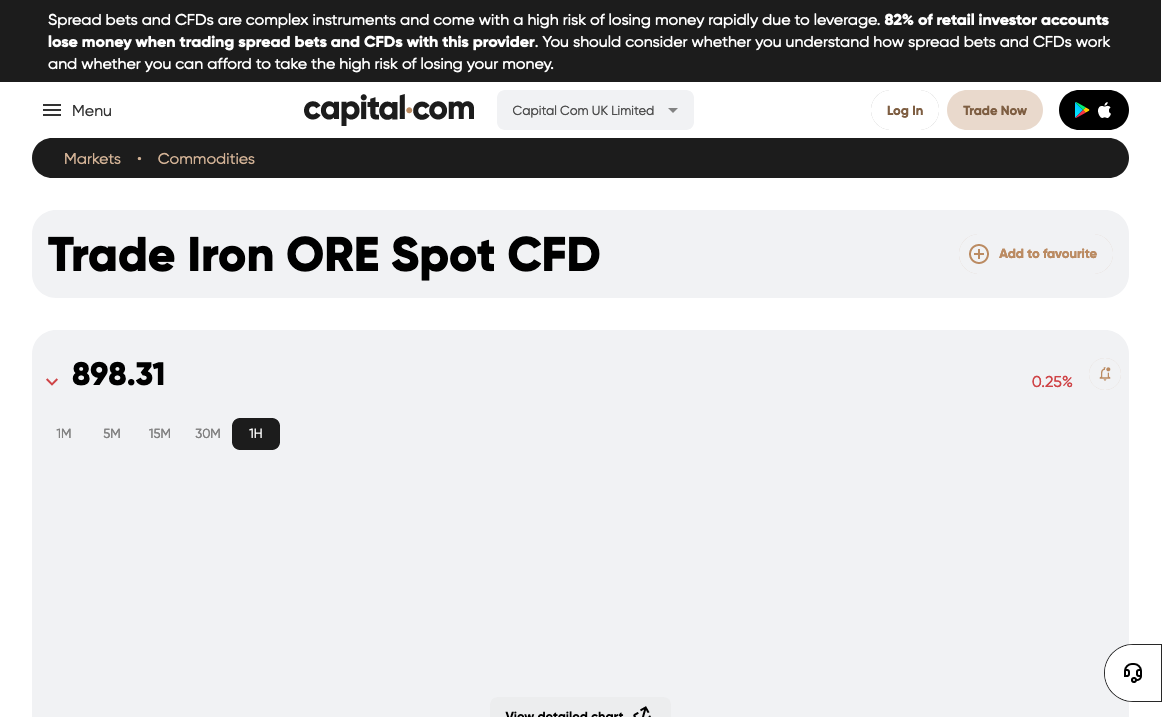 Spread bets and CFDs are complex instruments and come with a high risk of losing money rapidly due to leverage. 82% of retail investor accounts
lose money when trading spread bets and CFDs with this provider. You should consider whether you understand how spread bets and CFDs work
and whether you can afford to take the high risk of losing your money.
Menu
capital.com
Capital Com UK Limited
Log In
Trade Now
Markets • Commodities
Trade Iron ORE Spot CFD
Add to favourite
898.31
0.25%
1M 5M 15M 30M 1H
View detailed chart